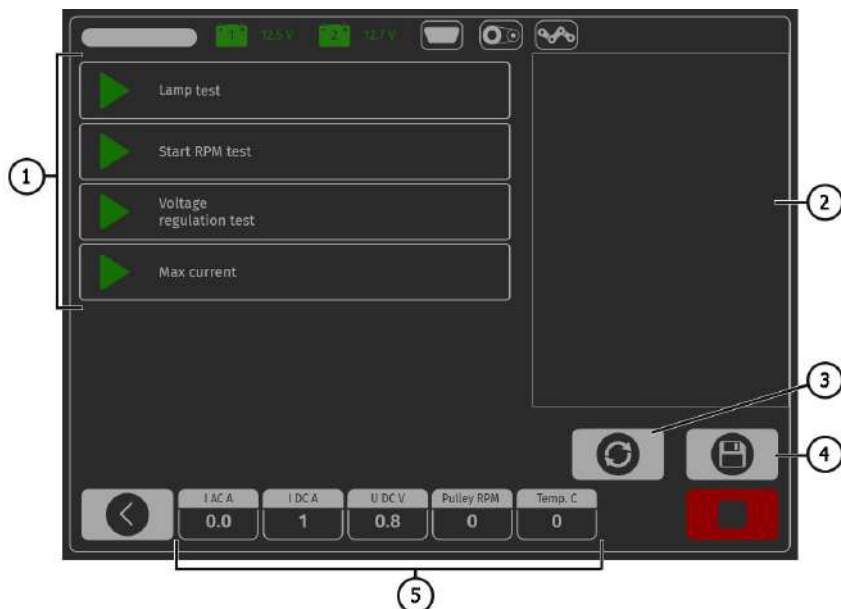 1 12.5 V 2 12.7 V
Lamp test
Start RPM test
Voltage
regulation test
Max current
1
2
3
4
I AC A I DC A U DC V Pulley RPM Temp. C
0.0 1 0.8 0 0
5